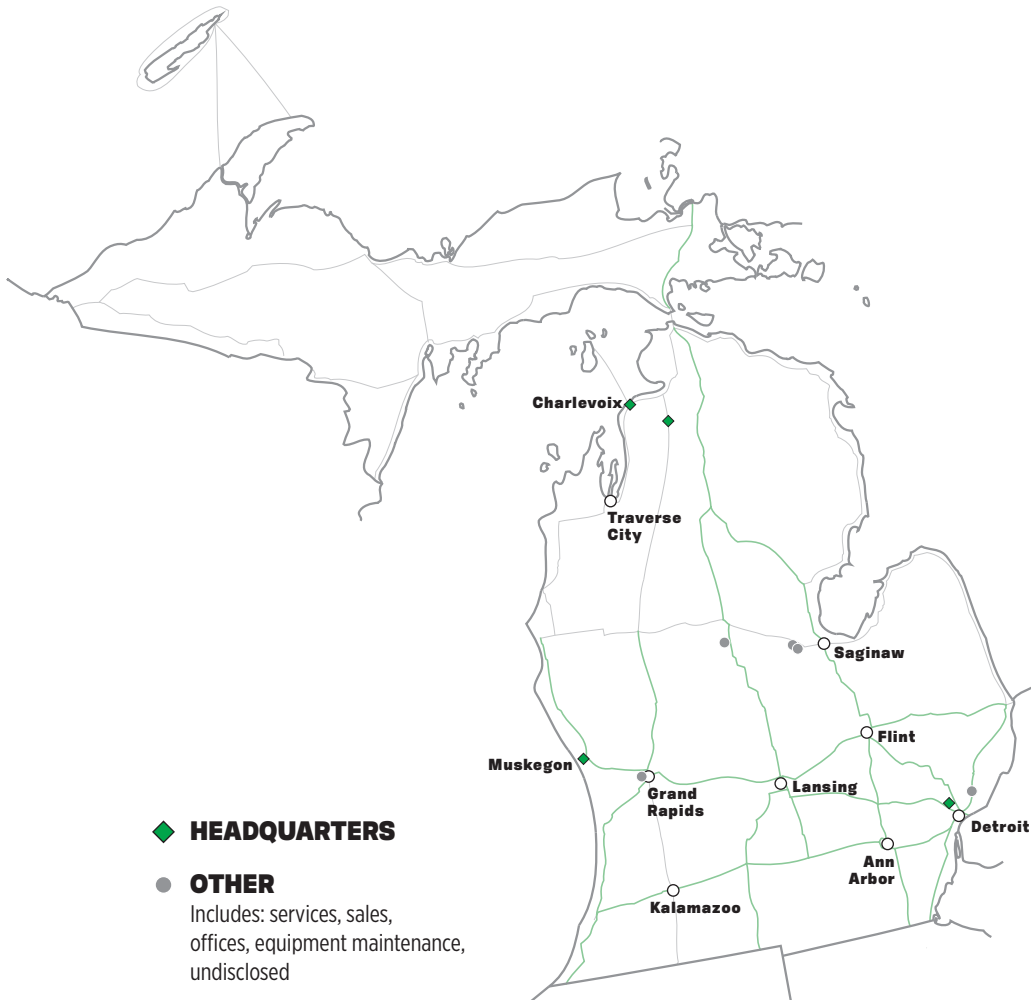 Charlevoix
Traverse
City
Saginaw
Flint
Muskegon
Grand
Rapids
Lansing
Detroit
Ann
Arbor
Kalamazoo
HEADQUARTERS
OTHER
Includes: services, sales,
offices, equipment maintenance,
undisclosed